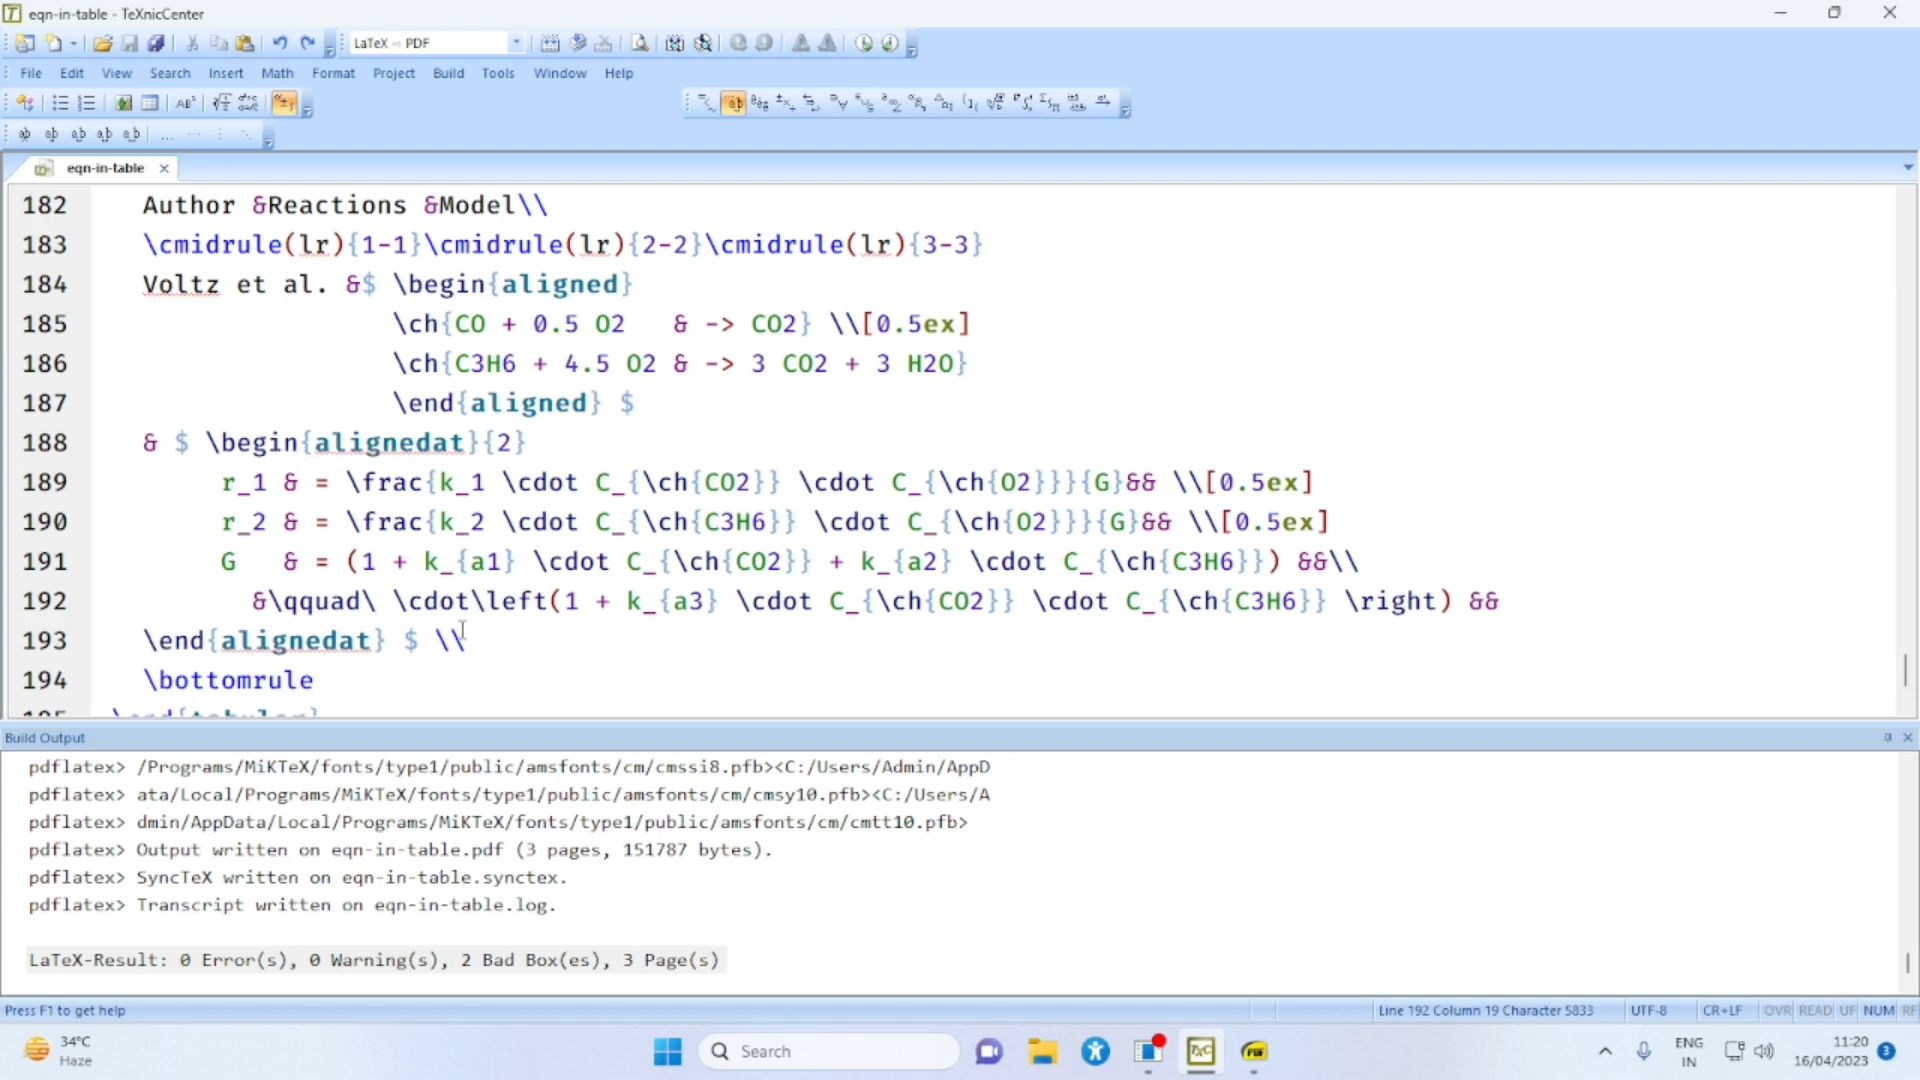 eqn-in-table - TeXnicCenter
LaTeX → PDF
File Edit View Search Insert Math Format Project Build Tools Window Help
eqn-in-table
182 Author &Reactions &Model\\
183 \cmidrule(lr){1-1}\cmidrule(lr){2-2}\cmidrule(lr){3-3}
184 Voltz et al. &$ \begin{aligned}
185 \ch{CO + 0.5 O2 & -> CO2} \\[0.5ex]
186 \ch{C3H6 + 4.5 O2 & -> 3 CO2 + 3 H2O}
187 \end{aligned} $
188 & $ \begin{alignedat}{2}
189 r_1 & = \frac{k_1 \cdot C_{\ch{CO2}} \cdot C_{\ch{O2}}}{G}&& \\[0.5ex]
190 r_2 & = \frac{k_2 \cdot C_{\ch{C3H6}} \cdot C_{\ch{O2}}}{G}&& \\[0.5ex]
191 G & = (1 + k_{a1} \cdot C_{\ch{CO2}} + k_{a2} \cdot C_{\ch{C3H6}}) &&\\
192 &\qquad\ \cdot\left(1 + k_{a3} \cdot C_{\ch{CO2}} \cdot C_{\ch{C3H6}} \right) &&
193 \end{alignedat} $ \\
194 \bottomrule
Build Output
pdflatex> /Programs/MiKTeX/fonts/type1/public/amsfonts/cm/cmssi8.pfb><C:/Users/Admin/AppD
pdflatex> ata/Local/Programs/MiKTeX/fonts/type1/public/amsfonts/cm/cmsy10.pfb><C:/Users/A
pdflatex> dmin/AppData/Local/Programs/MiKTeX/fonts/type1/public/amsfonts/cm/cmtt10.pfb>
pdflatex> Output written on eqn-in-table.pdf (3 pages, 151787 bytes).
pdflatex> SyncTeX written on eqn-in-table.synctex.
pdflatex> Transcript written on eqn-in-table.log.
LaTeX-Result: 0 Error(s), 0 Warning(s), 2 Bad Box(es), 3 Page(s)
Press F1 to get help Line 192 Column 19 Character 5833 UTF-8 CR+LF OVR READ UF NUM RF
34°C
Haze
Search
ENG
IN
11:20
16/04/2023
3